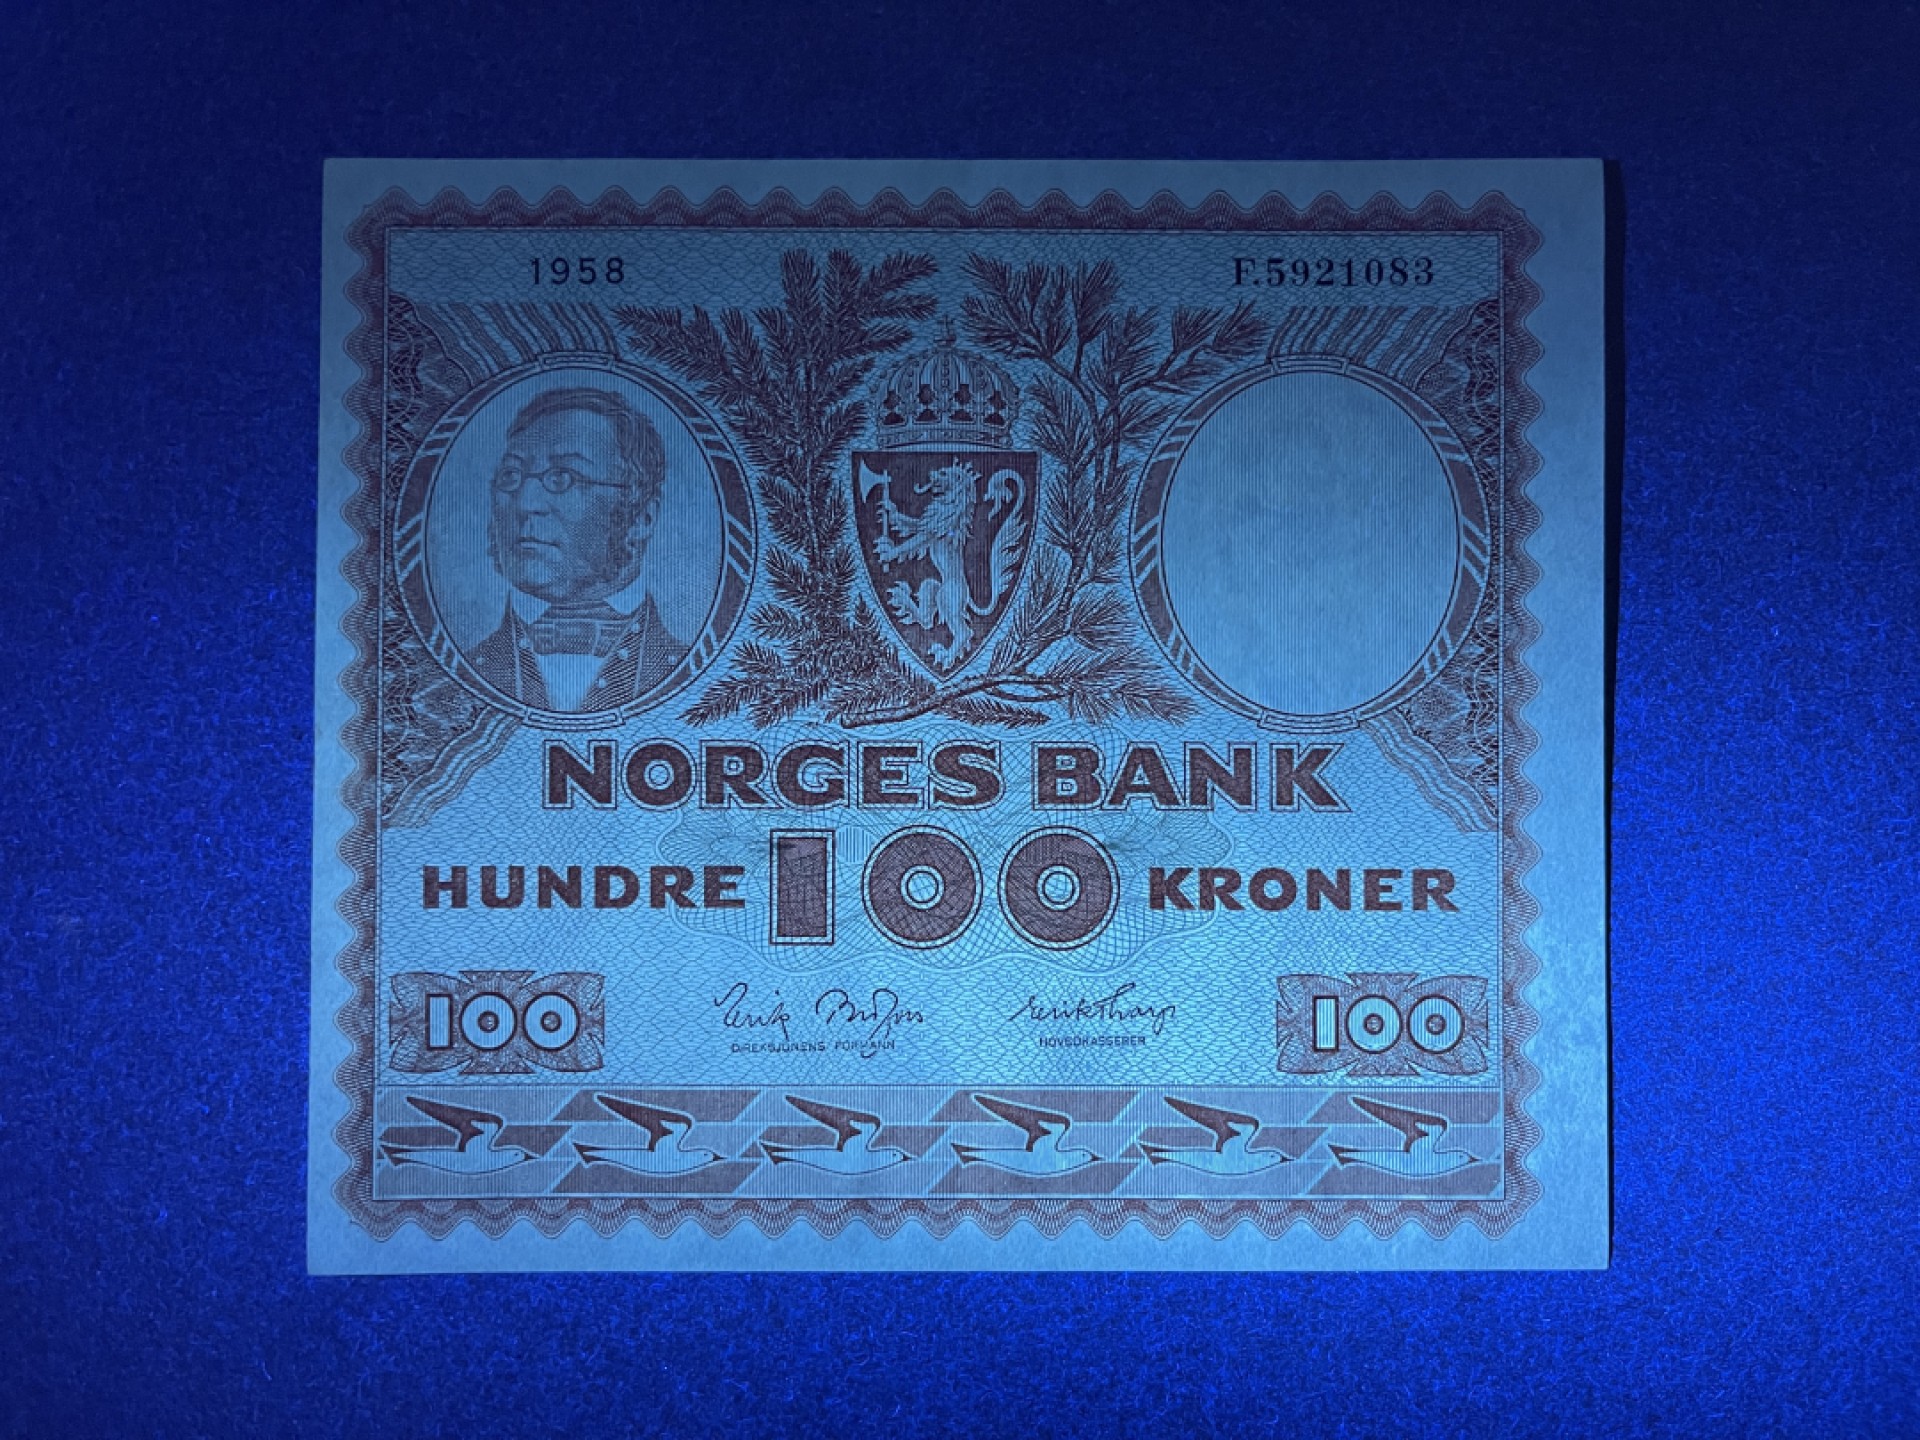 1958 F.5921083
NORGES BANK
HUNDRE 100 KRONER
100 100
DIREKSJONENS FORMANN HOVEDKASSERER